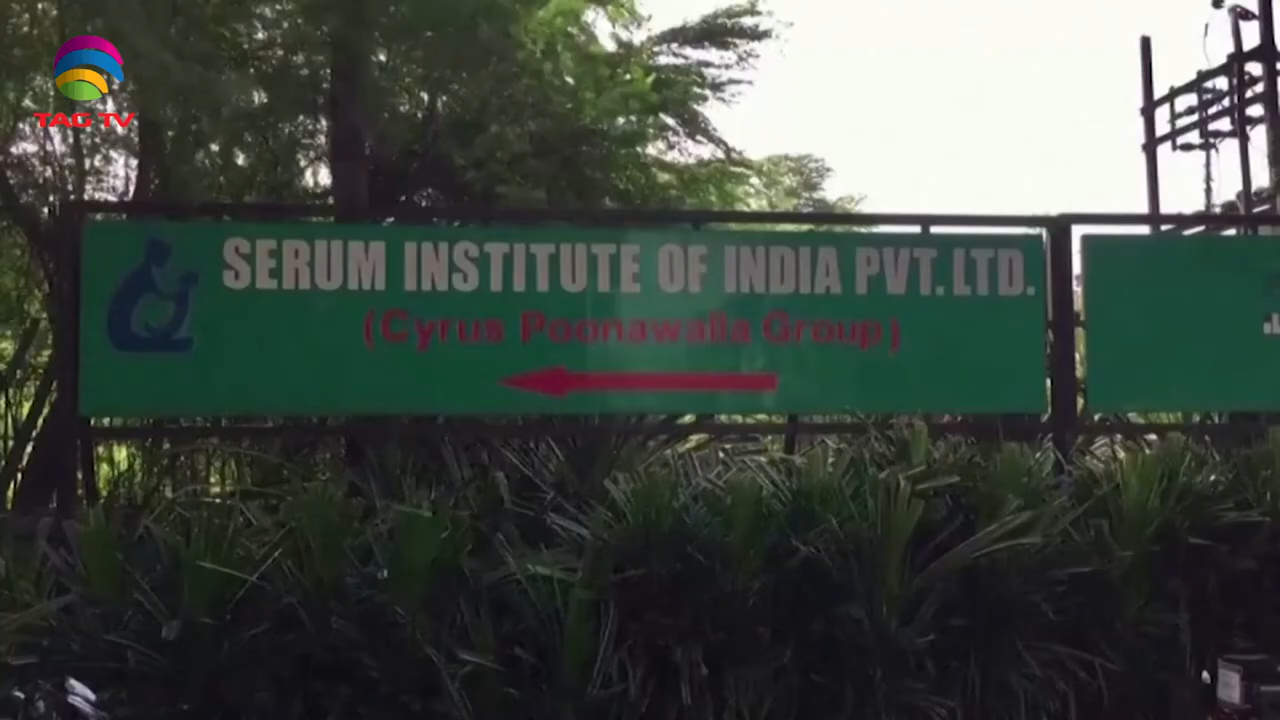 TAG TV
SERUM INSTITUTE OF INDIA PVT. LTD.
(Cyrus Poonawalla Group)